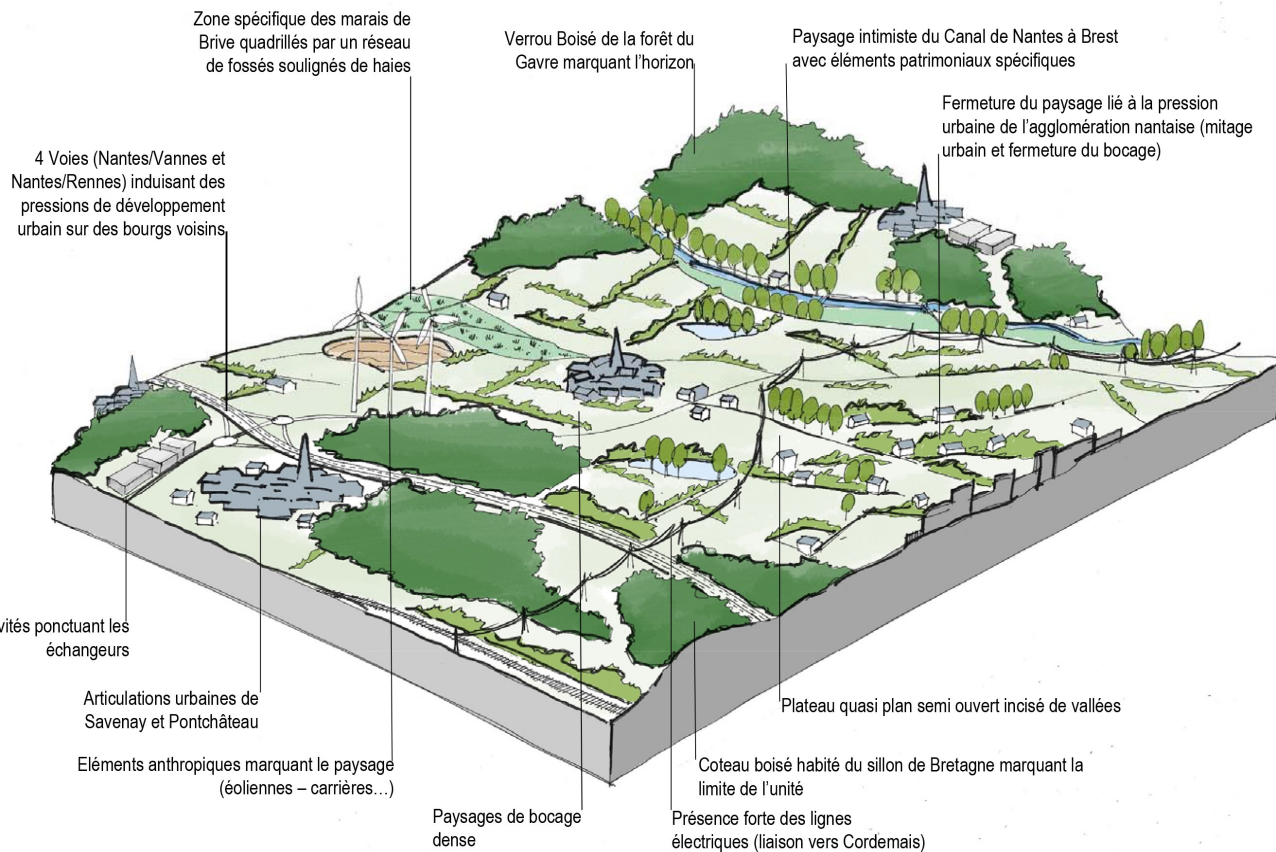 Zone spécifique des marais de
Brive quadrillés par un réseau
de fossés soulignés de haies
Verrou Boisé de la forêt du
Gavre marquant l’horizon
Paysage intimiste du Canal de Nantes à Brest
avec éléments patrimoniaux spécifiques
Fermeture du paysage lié à la pression
urbaine de l’agglomération nantaise (mitage
urbain et fermeture du bocage)
4 Voies (Nantes/Vannes et
Nantes/Rennes) induisant des
pressions de développement
urbain sur des bourgs voisins
ponctuant les
échangeurs
Articulations urbaines de
Savenay et Pontchâteau
Eléments anthropiques marquant le paysage
(éoliennes – carrières…)
Paysages de bocage
dense
Présence forte des lignes
électriques (liaison vers Cordemais)
Coteau boisé habité du sillon de Bretagne marquant la
limite de l’unité
Plateau quasi plan semi ouvert incisé de vallées